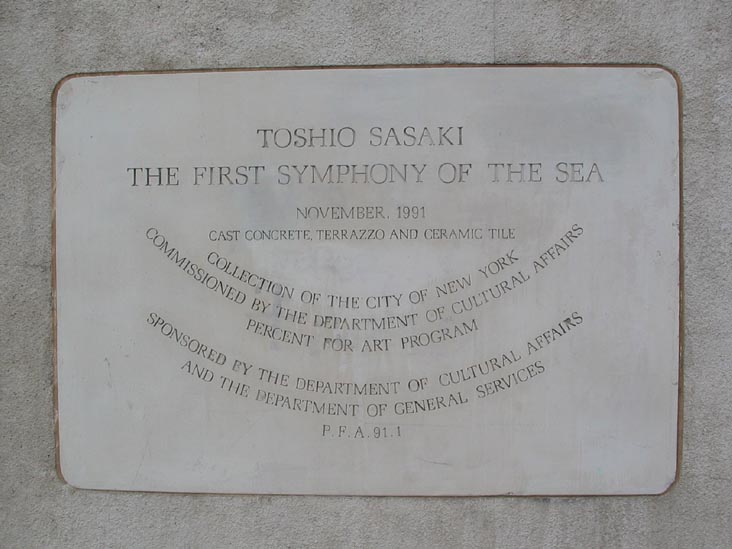 TOSHIO SASAKI
THE FIRST SYMPHONY OF THE SEA
NOVEMBER, 1991
CAST CONCRETE, TERRAZZO AND CERAMIC TILE
COLLECTION OF THE CITY OF NEW YORK
COMMISSIONED BY THE DEPARTMENT OF CULTURAL AFFAIRS
PERCENT FOR ART PROGRAM
SPONSORED BY THE DEPARTMENT OF CULTURAL AFFAIRS
AND THE DEPARTMENT OF GENERAL SERVICES
P. F. A. 91.1